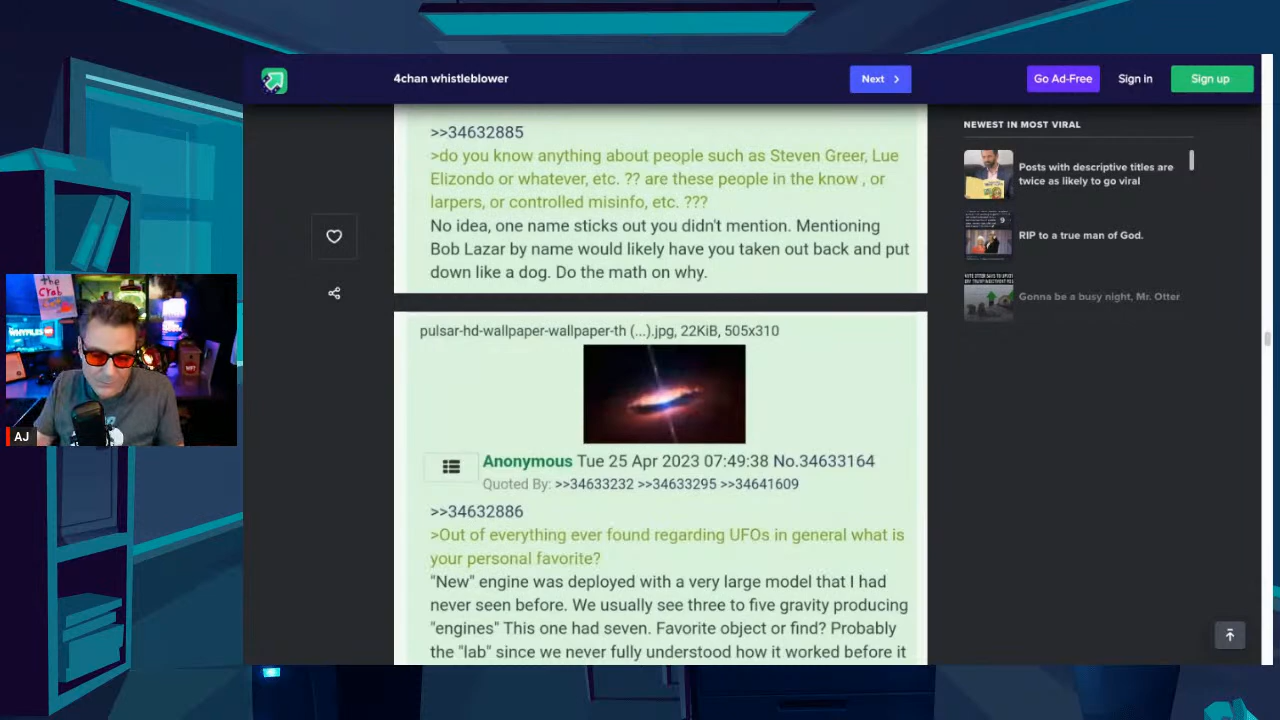 4chan whistleblower
Next
Go Ad-Free
Sign in
Sign up
>>34632885
>do you know anything about people such as Steven Greer, Lue
Elizondo or whatever, etc. ?? are these people in the know , or
larpers, or controlled misinfo, etc. ???
No idea, one name sticks out you didn't mention. Mentioning
Bob Lazar by name would likely have you taken out back and put
down like a dog. Do the math on why.
pulsar-hd-wallpaper-wallpaper-th (...).jpg, 22KiB, 505x310
Anonymous Tue 25 Apr 2023 07:49:38 No.34633164
Quoted By: >>34633232 >>34633295 >>34641609
>>34632886
>Out of everything ever found regarding UFOs in general what is
your personal favorite?
"New" engine was deployed with a very large model that I had
never seen before. We usually see three to five gravity producing
"engines" This one had seven. Favorite object or find? Probably
the "lab" since we never fully understood how it worked before it
NEWEST IN MOST VIRAL
Posts with descriptive titles are
twice as likely to go viral
RIP to a true man of God.
Gonna be a busy night, Mr. Otter
the
Crab
AJ